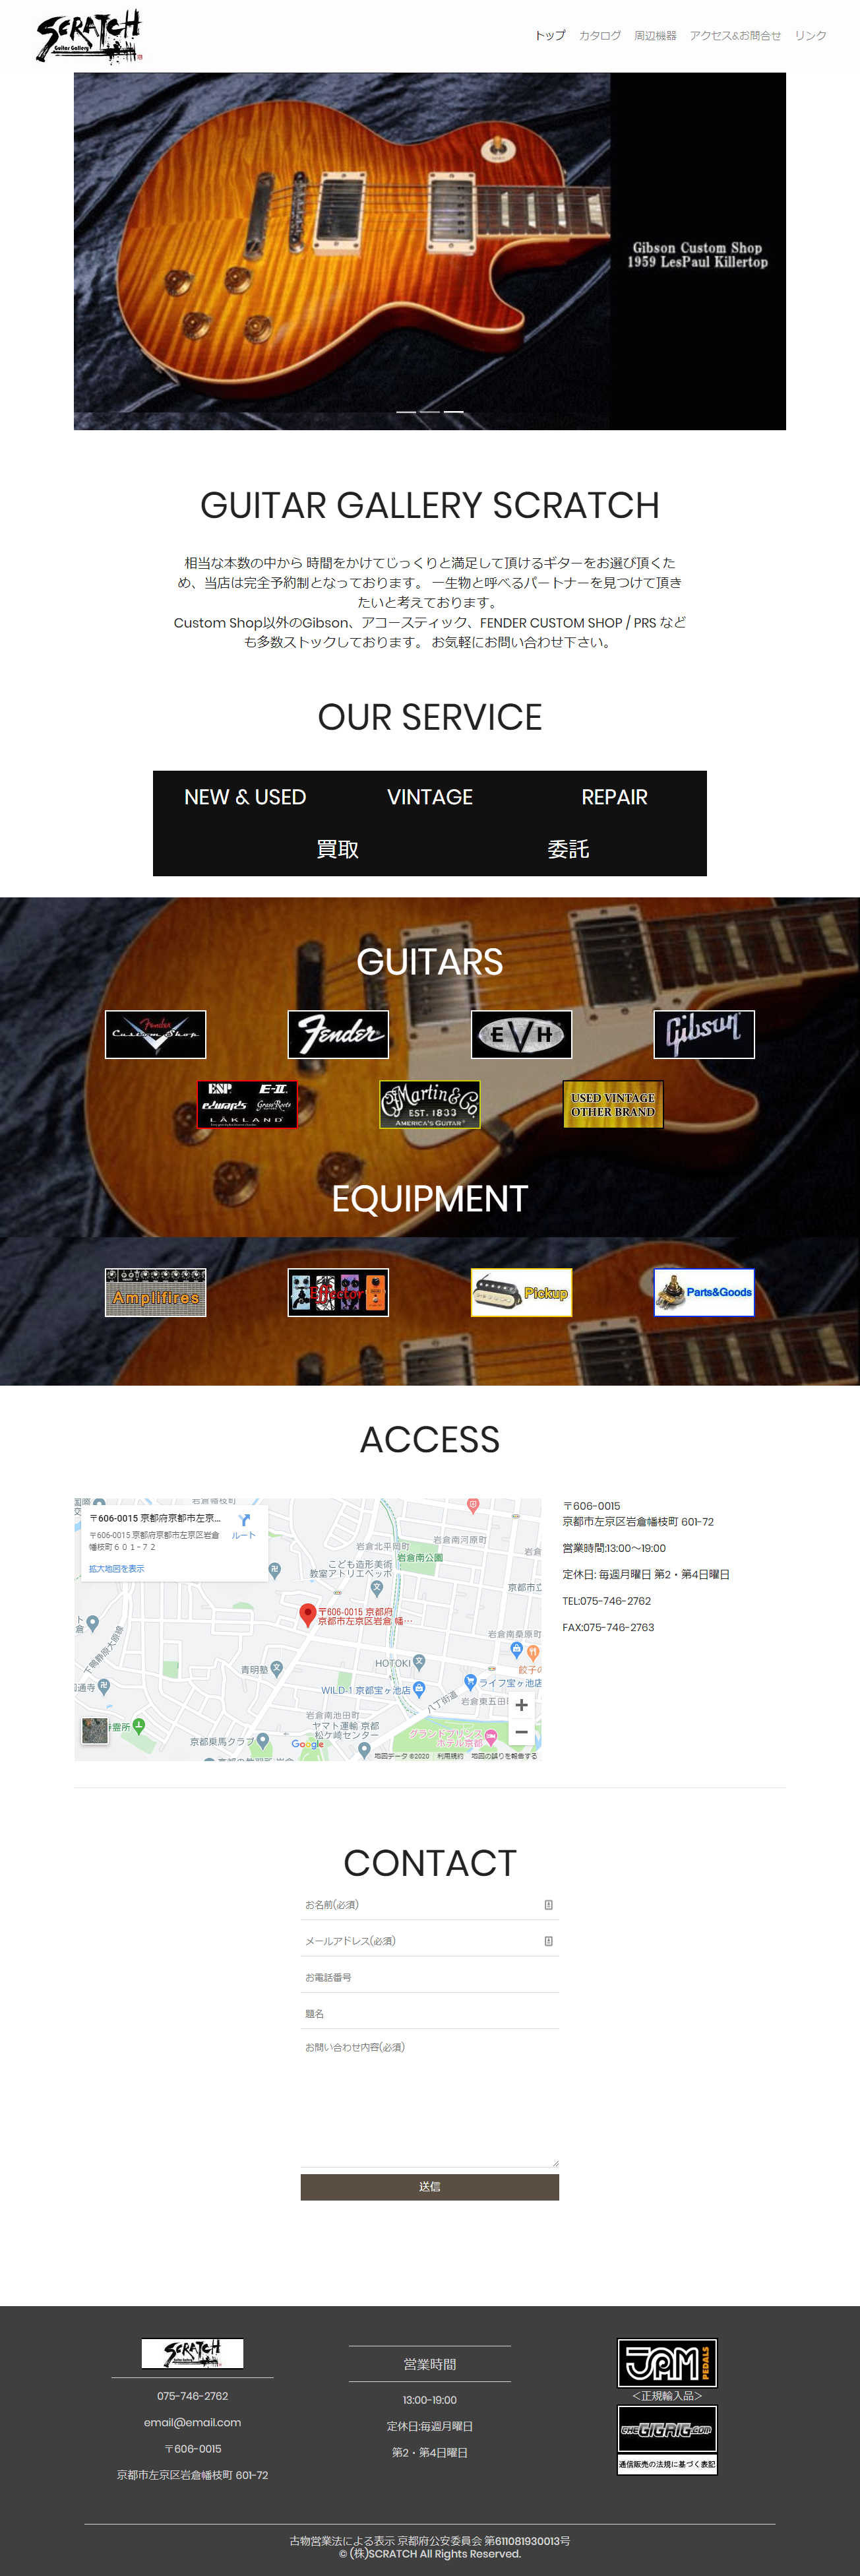 SCRATCH
Guitar Gallery
トップ カタログ 周辺機器 アクセス&お問合せ リンク
Gibson Custom Shop
1959 LesPaul Killertop
GUITAR GALLERY SCRATCH
相当な本数の中から 時間をかけてじっくりと満足して頂けるギターをお選び頂くた
め、当店は完全予約制となっております。 一生物と呼べるパートナーを見つけて頂き
たいと考えております。
Custom Shop以外のGibson、アコースティック、FENDER CUSTOM SHOP / PRS など
も多数ストックしております。 お気軽にお問い合わせ下さい。
OUR SERVICE
NEW & USED VINTAGE REPAIR
買取 委託
GUITARS
Fender Custom Shop
Fender
EVH
Gibson
ESP E-II
edwards GrassRoots
LAKLAND
Martin & Co.
EST. 1833
AMERICA'S GUITAR
USED VINTAGE
OTHER BRAND
EQUIPMENT
Amplifires
Effector
Pickup
Parts&Goods
ACCESS
〒606-0015 京都府京都市左京...
〒606-0015 京都府京都市左京区岩倉
幡枝町６０１−７２
ルート
拡大地図を表示
岩倉北平岡町
岩倉南河原町
岩倉南公園
こども造形美術
教室アトリエペッポ
京都市立
〒606-0015 京都府
京都市左京区岩倉 幡…
下鴨静原大原線
岩倉南桑原町
青明塾
HOTOKI
餃子の
WILD-1 京都宝ヶ池店
ライフ宝ヶ池店
八丁街道
岩倉東五田町
岩倉南池田町
ヤマト運輸 京都
松ケ崎センター
グランドプリンス
ホテル京都
京都乗馬クラブ
Google
地図データ ©2020 利用規約 地図の誤りを報告する
〒606-0015
京都市左京区岩倉幡枝町 601-72
営業時間:13:00〜19:00
定休日: 毎週月曜日 第2・第4日曜日
TEL:075-746-2762
FAX:075-746-2763
CONTACT
お名前(必須)
メールアドレス(必須)
お電話番号
題名
お問い合わせ内容(必須)
送信
SCRATCH
075-746-2762
email@email.com
〒606-0015
京都市左京区岩倉幡枝町 601-72
営業時間
13:00-19:00
定休日:毎週月曜日
第2・第4日曜日
JAM PEDALS
＜正規輸入品＞
THEGIGRIG.COM
通信販売の法規に基づく表記
古物営業法による表示 京都府公安委員会 第611081930013号
© (株)SCRATCH All Rights Reserved.